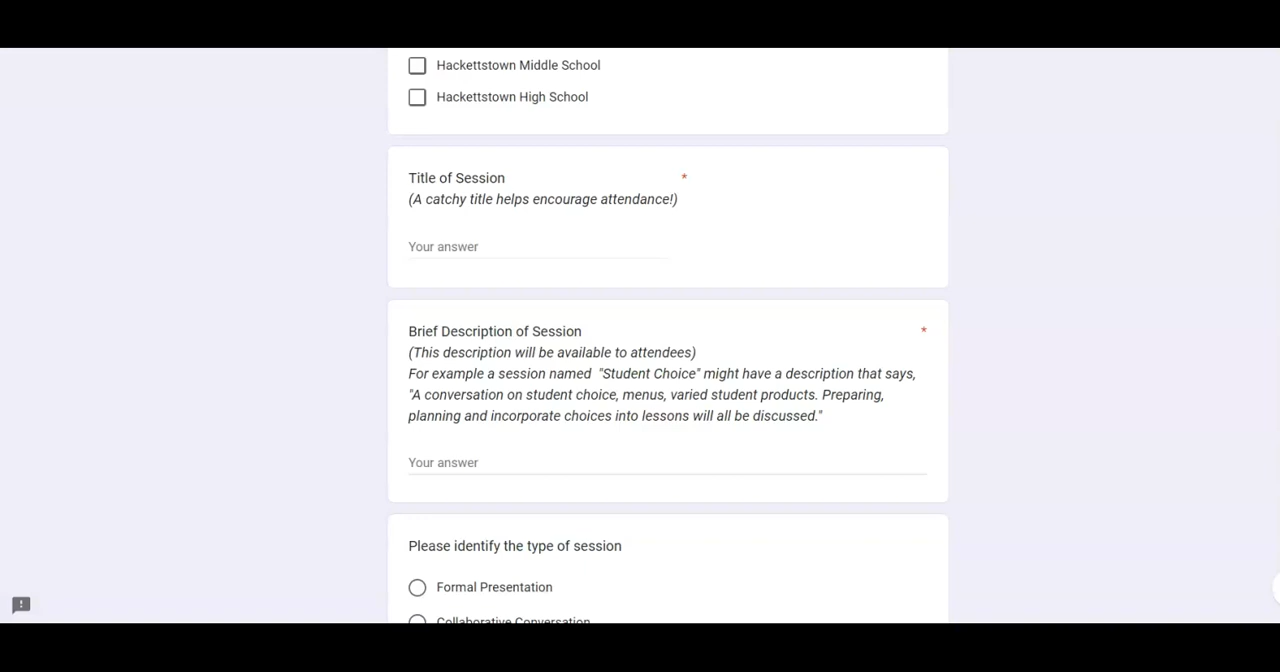 Hackettstown Middle School
Hackettstown High School
Title of Session *
(A catchy title helps encourage attendance!)
Your answer
Brief Description of Session *
(This description will be available to attendees)
For example a session named  "Student Choice" might have a description that says,
"A conversation on student choice, menus, varied student products. Preparing,
planning and incorporate choices into lessons will all be discussed."
Your answer
Please identify the type of session
Formal Presentation
Collaborative Conversation